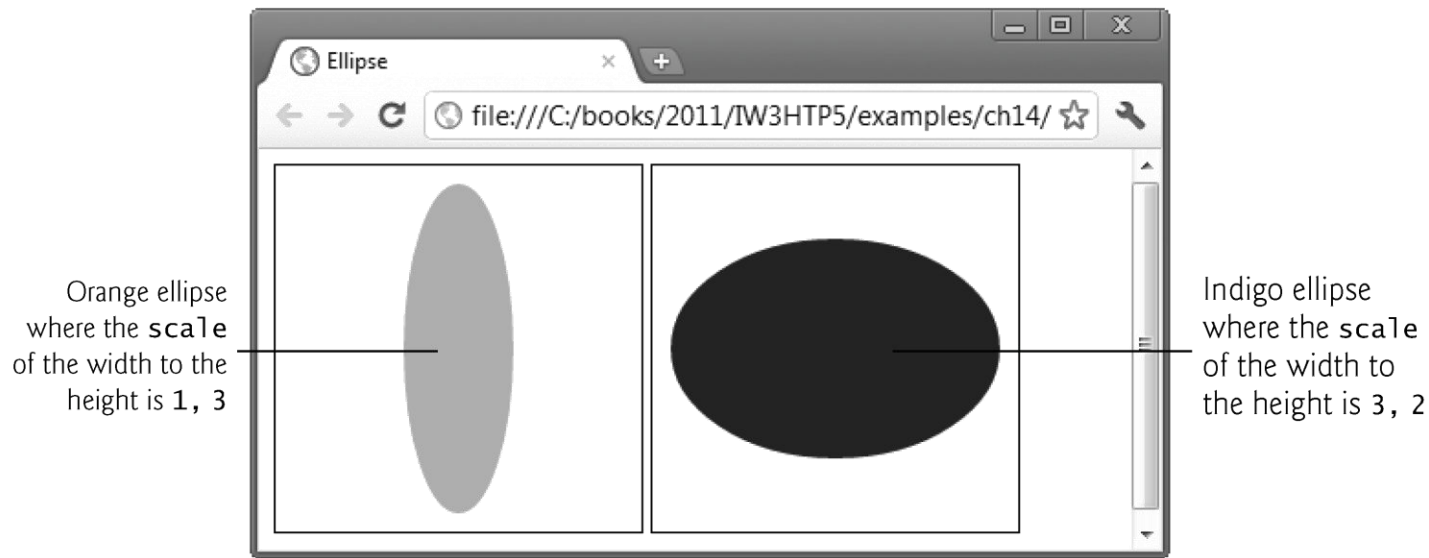 Ellipse
file:///C:/books/2011/IW3HTP5/examples/ch14/
Orange ellipse
where the scale
of the width to the
height is 1, 3
Indigo ellipse
where the scale
of the width to
the height is 3, 2